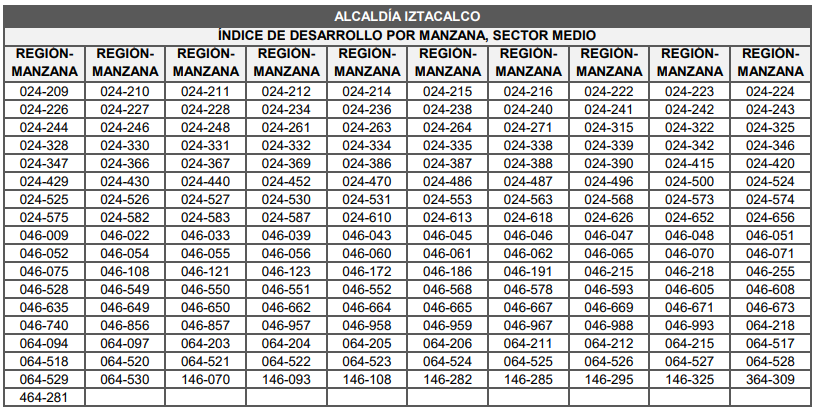 ALCALDÍA IZTACALCO
ÍNDICE DE DESARROLLO POR MANZANA, SECTOR MEDIO
REGIÓN- REGIÓN- REGIÓN- REGIÓN- REGIÓN- REGIÓN- REGIÓN- REGIÓN- REGIÓN- REGIÓN-
MANZANA MANZANA MANZANA MANZANA MANZANA MANZANA MANZANA MANZANA MANZANA MANZANA
024-209 024-210 024-211 024-212 024-214 024-215 024-216 024-222 024-223 024-224
024-226 024-227 024-228 024-234 024-236 024-238 024-240 024-241 024-242 024-243
024-244 024-246 024-248 024-261 024-263 024-264 024-271 024-315 024-322 024-325
024-328 024-330 024-331 024-332 024-334 024-335 024-338 024-339 024-342 024-346
024-347 024-366 024-367 024-369 024-386 024-387 024-388 024-390 024-415 024-420
024-429 024-430 024-440 024-452 024-470 024-486 024-487 024-496 024-500 024-524
024-525 024-526 024-527 024-530 024-531 024-553 024-563 024-568 024-573 024-574
024-575 024-582 024-583 024-587 024-610 024-613 024-618 024-626 024-652 024-656
046-009 046-022 046-033 046-039 046-043 046-045 046-046 046-047 046-048 046-051
046-052 046-054 046-055 046-056 046-060 046-061 046-062 046-065 046-070 046-071
046-075 046-108 046-121 046-123 046-172 046-186 046-191 046-215 046-218 046-255
046-528 046-549 046-550 046-551 046-552 046-568 046-578 046-593 046-605 046-608
046-635 046-649 046-650 046-662 046-664 046-665 046-667 046-669 046-671 046-673
046-740 046-856 046-857 046-957 046-958 046-959 046-967 046-988 046-993 064-218
064-094 064-097 064-203 064-204 064-205 064-206 064-211 064-212 064-215 064-517
064-518 064-520 064-521 064-522 064-523 064-524 064-525 064-526 064-527 064-528
064-529 064-530 146-070 146-093 146-108 146-282 146-285 146-295 146-325 364-309
464-281